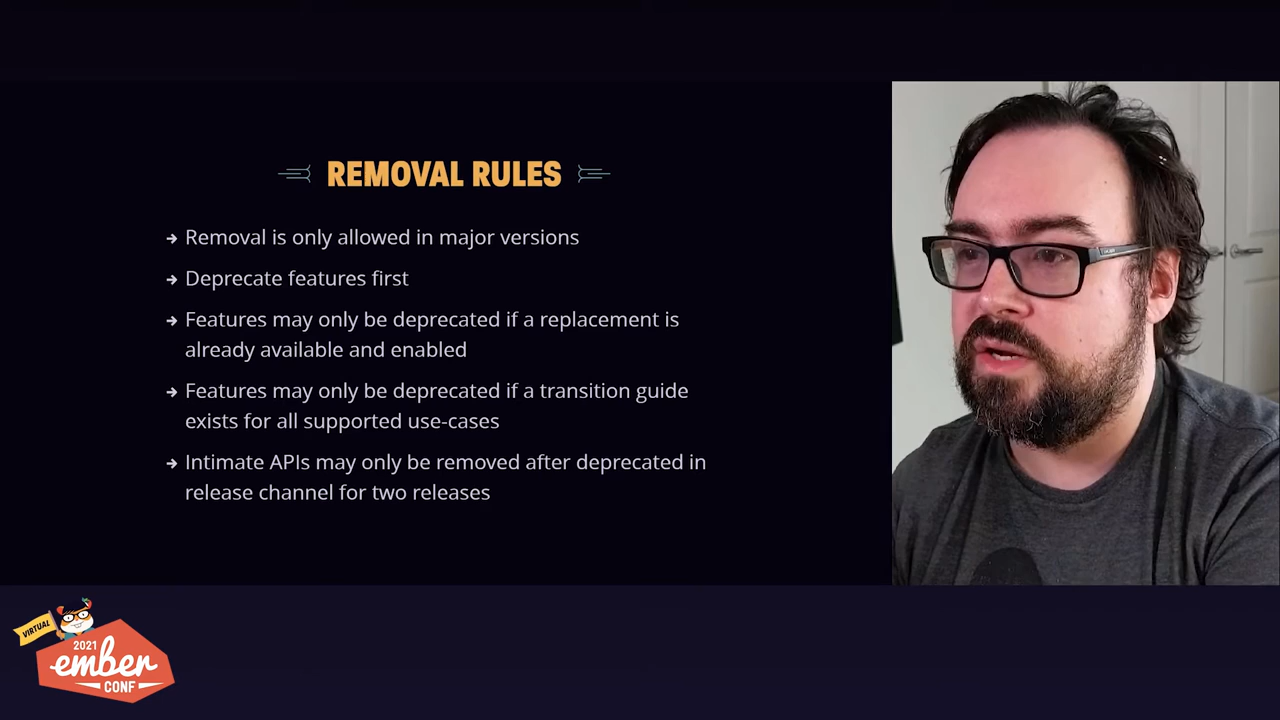 REMOVAL RULES
→ Removal is only allowed in major versions
→ Deprecate features first
→ Features may only be deprecated if a replacement is
already available and enabled
→ Features may only be deprecated if a transition guide
exists for all supported use-cases
→ Intimate APIs may only be removed after deprecated in
release channel for two releases
VIRTUAL
2021
ember
CONF